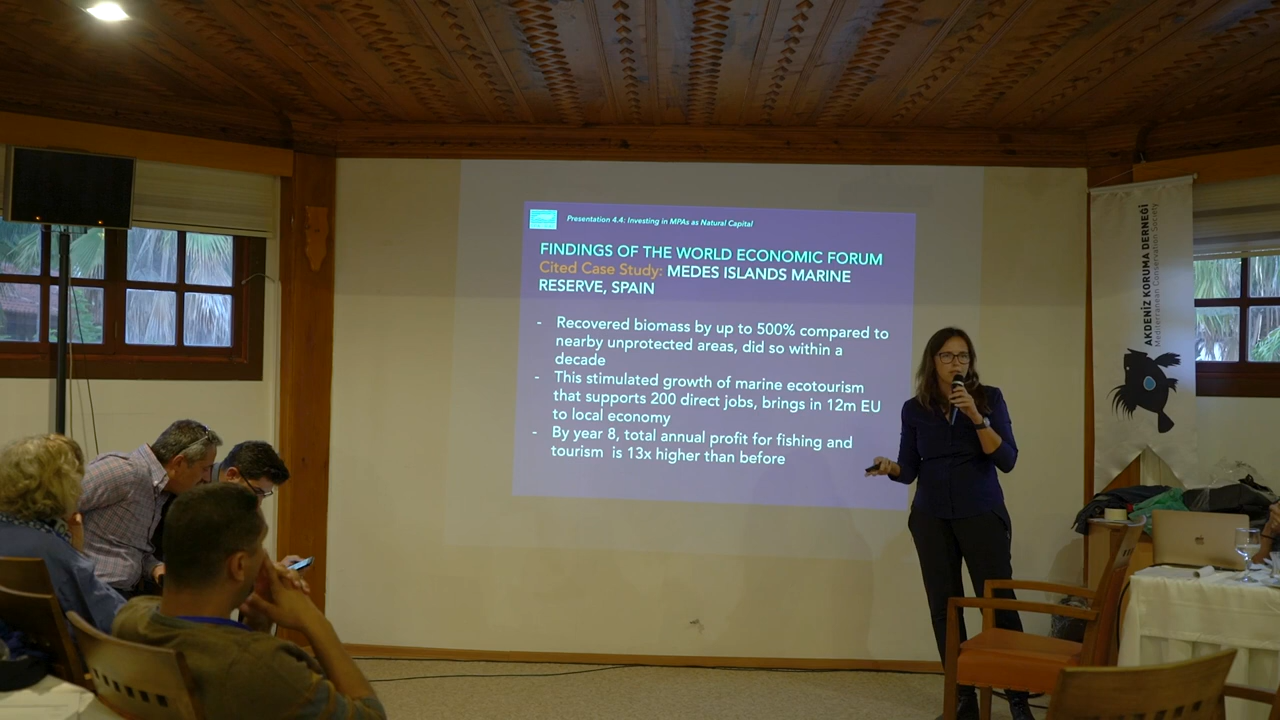 Presentation 4.4: Investing in MPAs as Natural Capital
FINDINGS OF THE WORLD ECONOMIC FORUM
Cited Case Study: MEDES ISLANDS MARINE
RESERVE, SPAIN
- Recovered biomass by up to 500% compared to
nearby unprotected areas, did so within a
decade
- This stimulated growth of marine ecotourism
that supports 200 direct jobs, brings in 12m EU
to local economy
- By year 8, total annual profit for fishing and
tourism is 13x higher than before
AKDENİZ KORUMA DERNEĞİ
Mediterranean Conservation Society